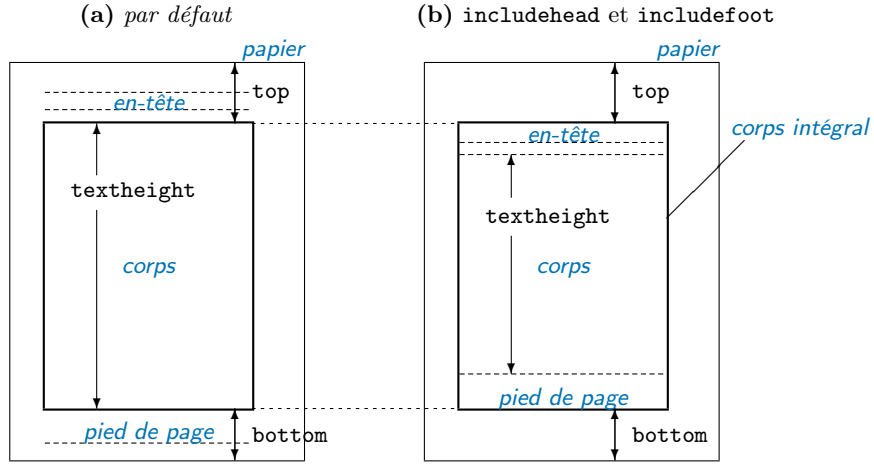 (a) par défaut
(b) includehead et includefoot
papier
top
en-tête
textheight
corps
pied de page
bottom
papier
top
en-tête
corps intégral
textheight
corps
pied de page
bottom